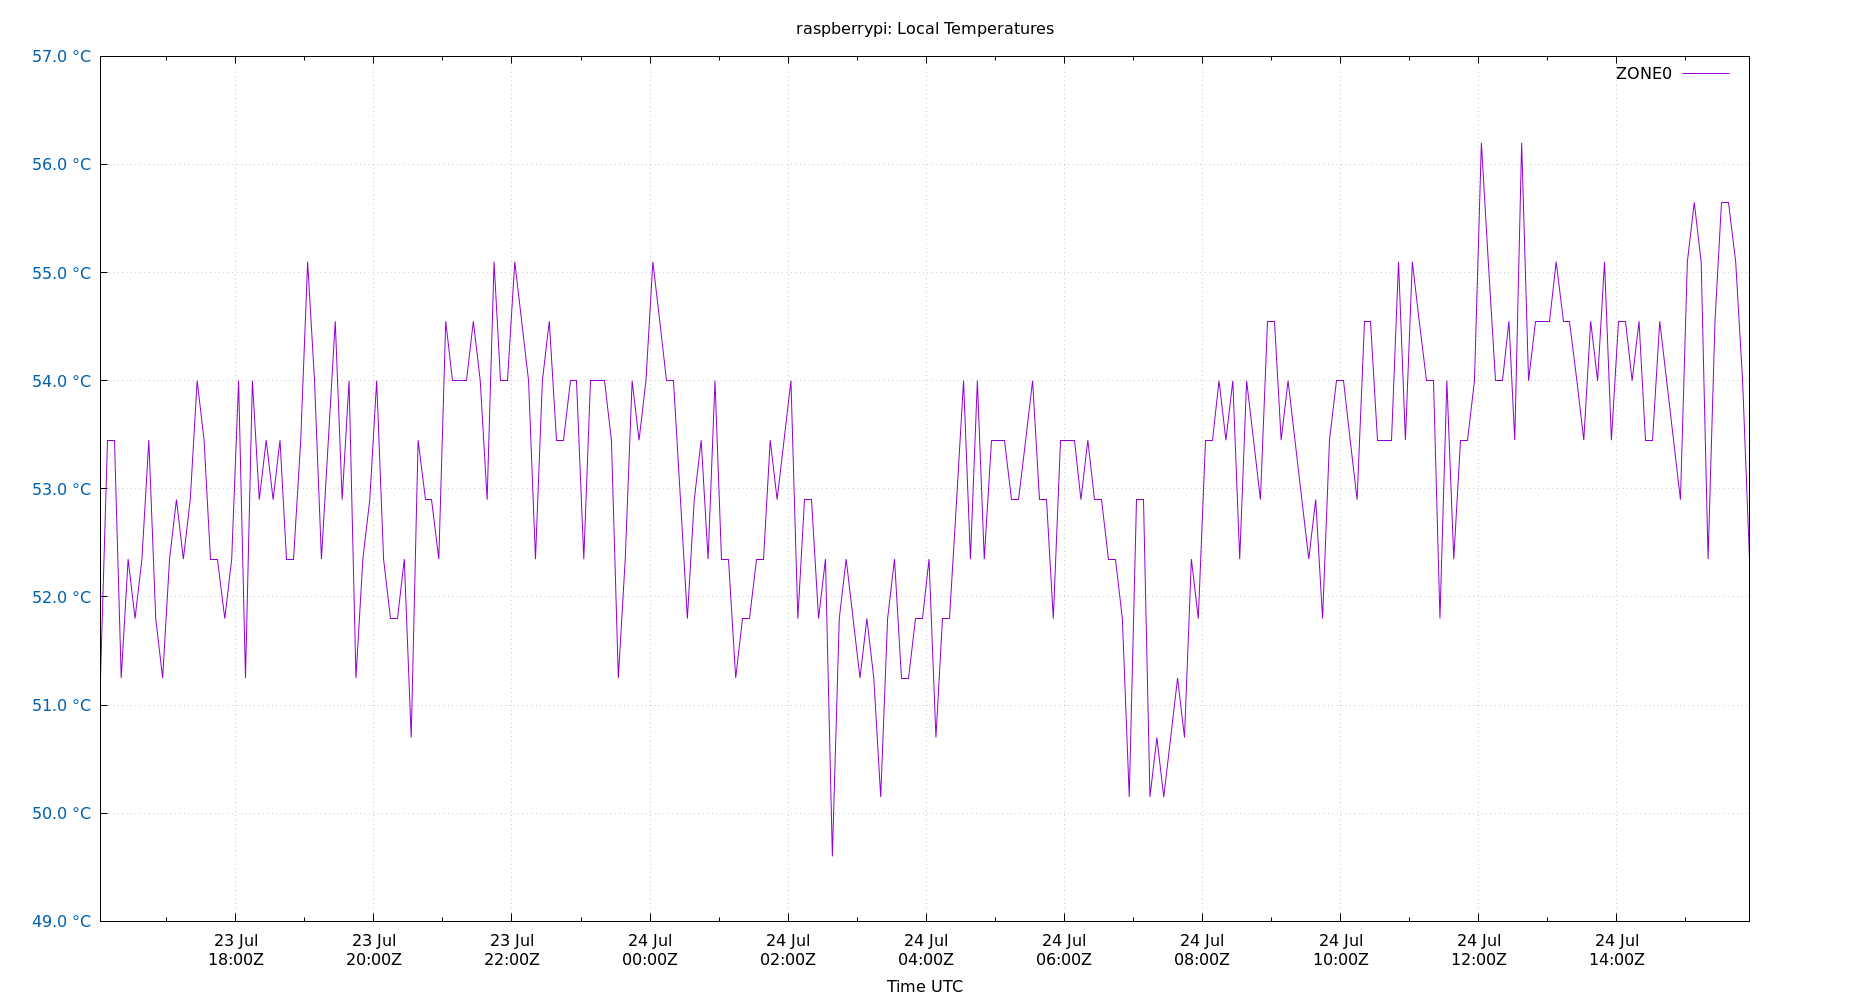 raspberrypi: Local Temperatures
57.0 °C
56.0 °C
55.0 °C
54.0 °C
53.0 °C
52.0 °C
51.0 °C
50.0 °C
49.0 °C
ZONE0
23 Jul 23 Jul 23 Jul 24 Jul 24 Jul 24 Jul 24 Jul 24 Jul 24 Jul 24 Jul 24 Jul
18:00Z 20:00Z 22:00Z 00:00Z 02:00Z 04:00Z 06:00Z 08:00Z 10:00Z 12:00Z 14:00Z
Time UTC